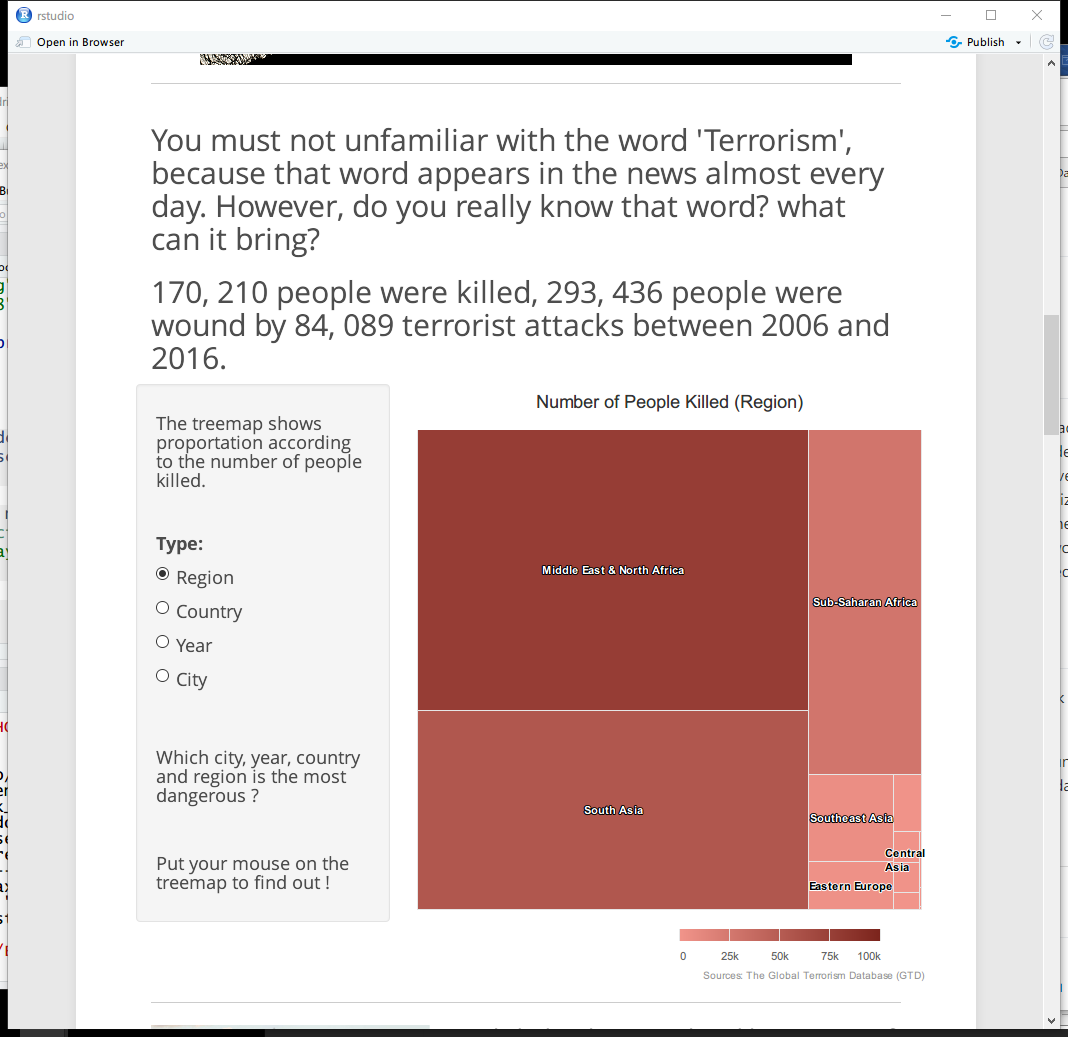 rstudio
Open in Browser
Publish
You must not unfamiliar with the word 'Terrorism',
because that word appears in the news almost every
day. However, do you really know that word? what
can it bring?
170, 210 people were killed, 293, 436 people were
wound by 84, 089 terrorist attacks between 2006 and
2016.
The treemap shows
proportation according
to the number of people
killed.
Type:
Region
Country
Year
City
Which city, year, country
and region is the most
dangerous ?
Put your mouse on the
treemap to find out !
Number of People Killed (Region)
Middle East & North Africa
Sub-Saharan Africa
South Asia
Southeast Asia
Central
Asia
Eastern Europe
0 25k 50k 75k 100k
Sources: The Global Terrorism Database (GTD)